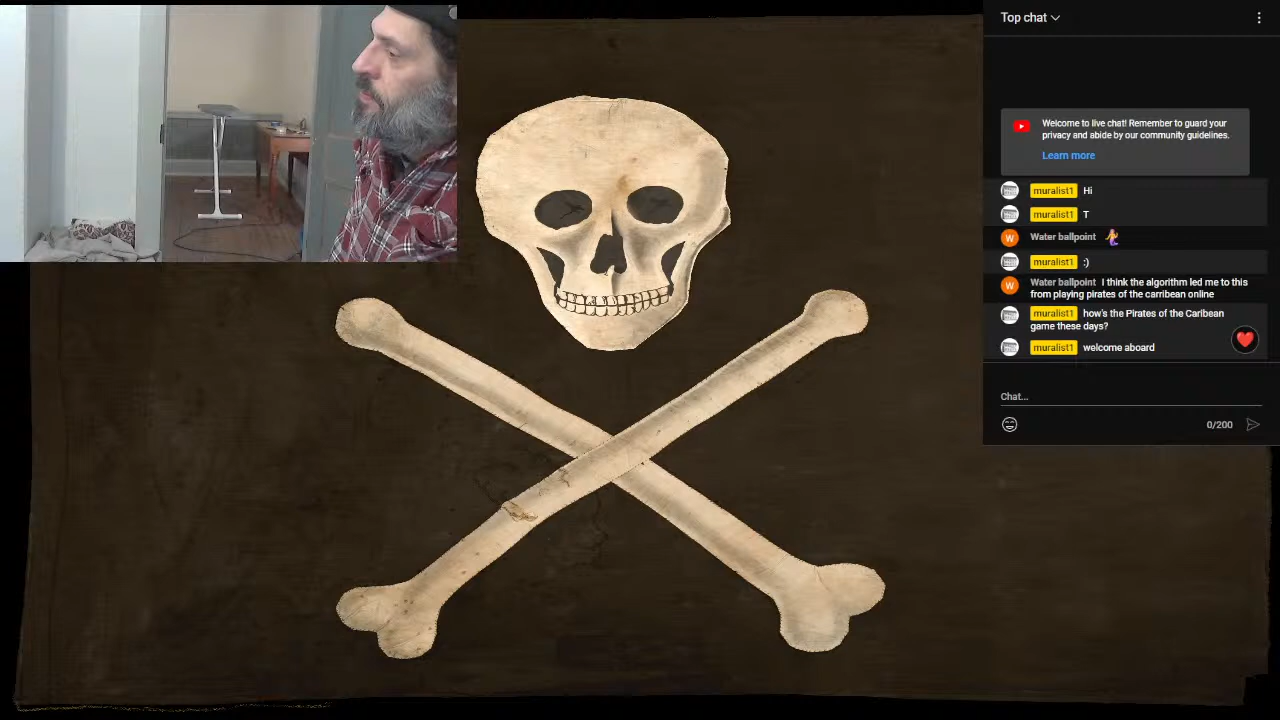 Top chat
Welcome to live chat! Remember to guard your
privacy and abide by our community guidelines.
Learn more
muralist1 Hi
muralist1 T
W Water ballpoint
muralist1 :)
W Water ballpoint I think the algorithm led me to this
from playing pirates of the carribean online
muralist1 how's the Pirates of the Caribean
game these days?
muralist1 welcome aboard
Chat...
0/200